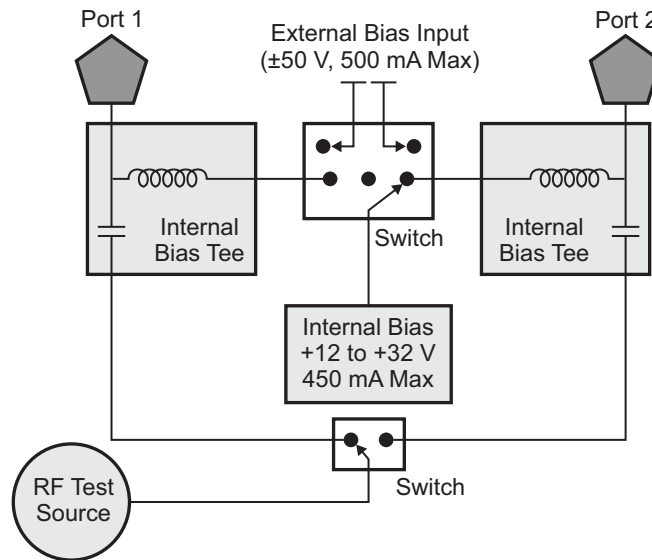 Port 1
External Bias Input
(±50 V, 500 mA Max)
Port 2
Internal
Bias Tee
Switch
Internal
Bias Tee
Internal Bias
+12 to +32 V
450 mA Max
RF Test
Source
Switch